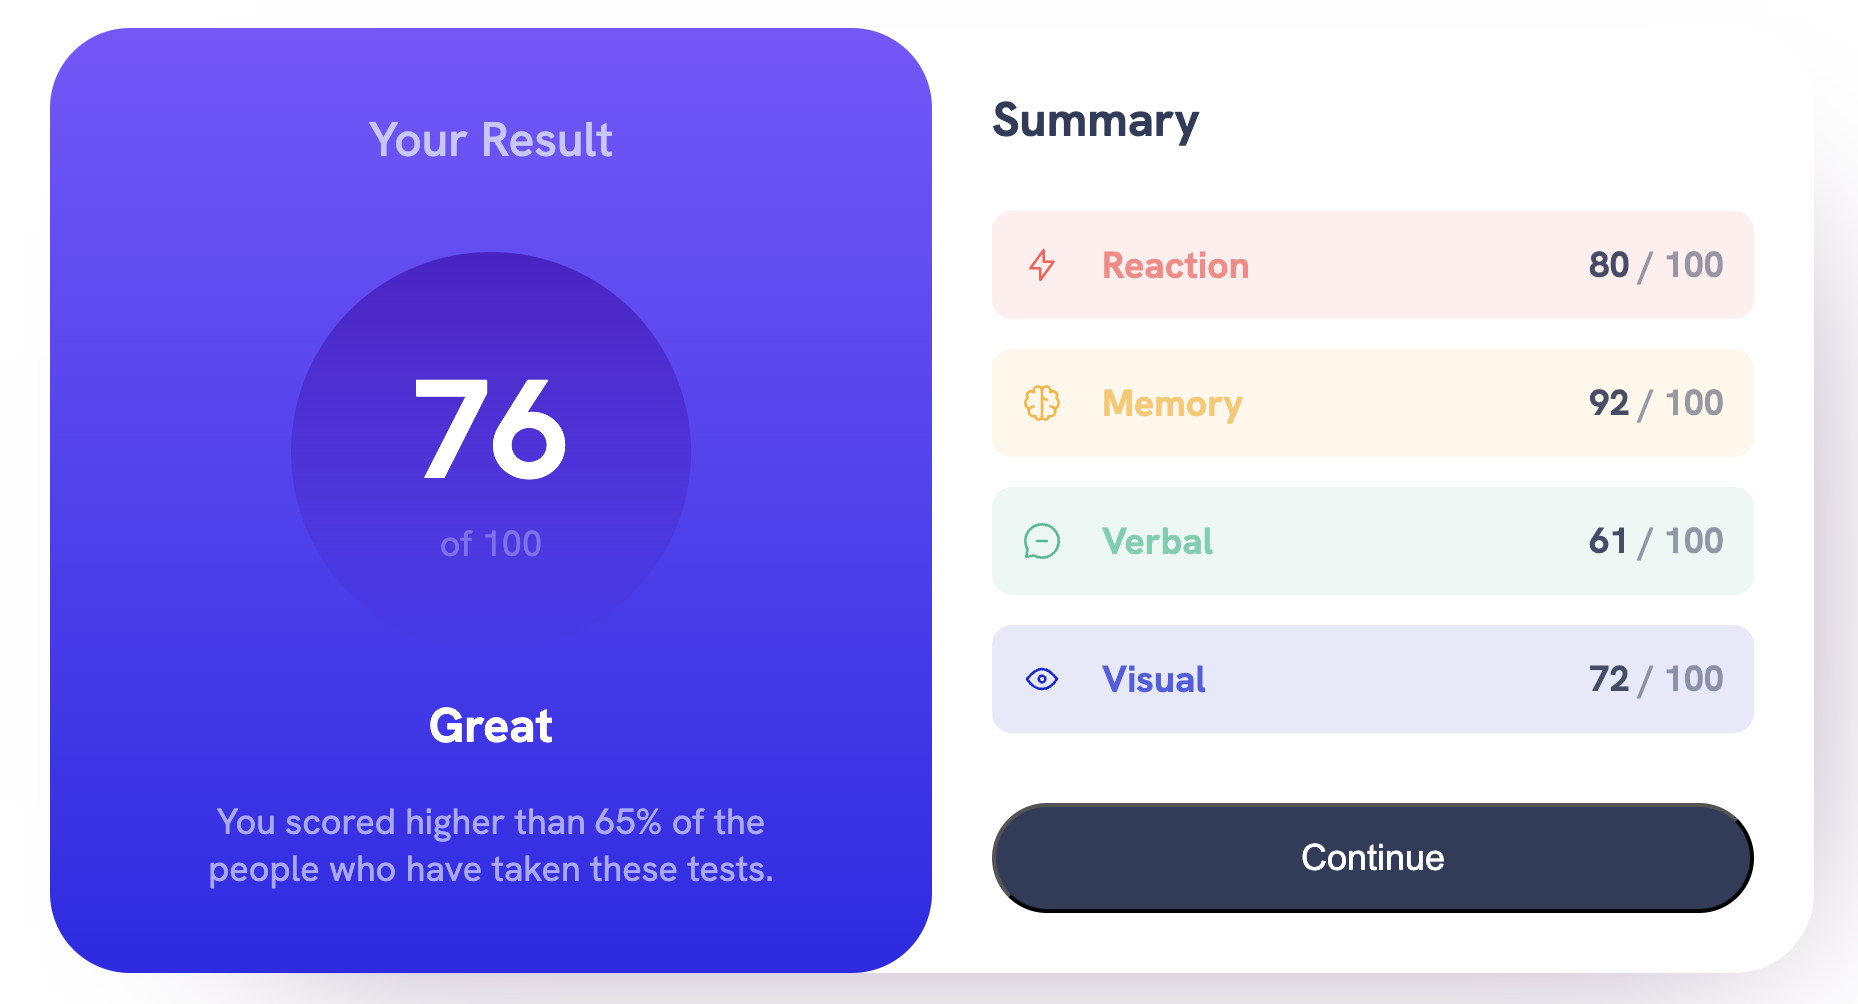 Your Result
76
of 100
Great
You scored higher than 65% of the
people who have taken these tests.
Summary
Reaction 80 / 100
Memory 92 / 100
Verbal 61 / 100
Visual 72 / 100
Continue